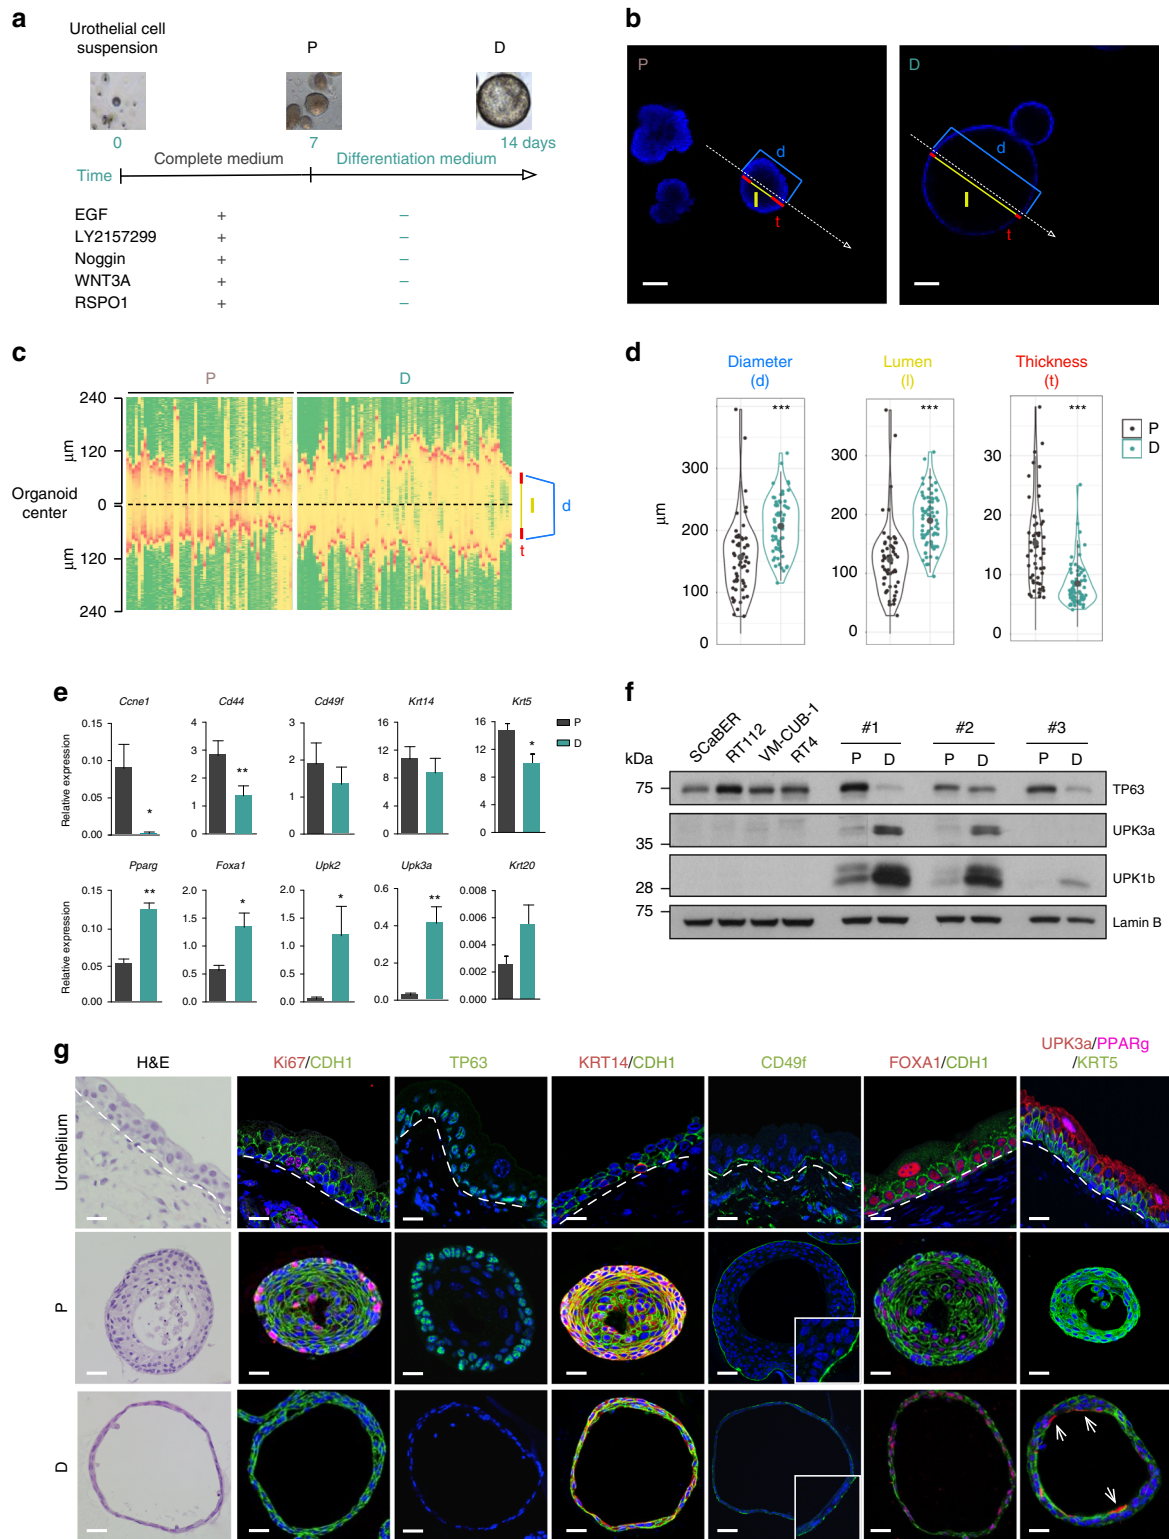 a
Urothelial cell
suspension
P
D
0
7
14 days
Complete medium
Differentiation medium
Time
EGF + –
LY2157299 + –
Noggin + –
WNT3A + –
RSPO1 + –
b
P
d
l
t
D
d
l
t
c
P
D
240
120
0
120
240
µm
µm
Organoid
center
l
d
t
d
Diameter
(d)
Lumen
(l)
Thickness
(t)
***
***
***
P
D
µm
300
200
100
0
300
200
100
0
30
20
10
0
e
Ccne1
Cd44
Cd49f
Krt14
Krt5
P
D
Relative expression
0.15
0.10
0.05
0.00
*
4
3
2
1
0
**
3
2
1
0
16
12
8
4
0
16
12
8
4
0
*
Pparg
Foxa1
Upk2
Upk3a
Krt20
Relative expression
0.15
0.10
0.05
0.00
**
2.0
1.5
1.0
0.5
0.0
*
2.0
1.5
1.0
0.5
0.0
*
0.6
0.4
0.2
0.0
**
0.008
0.006
0.004
0.002
0.000
f
kDa
SCaBER
RT112
VM-CUB-1
RT4
#1
#2
#3
P D P D P D
75
TP63
UPK3a
35
UPK1b
28
75
Lamin B
g
H&E
Ki67/CDH1
TP63
KRT14/CDH1
CD49f
FOXA1/CDH1
UPK3a/PPARg
/KRT5
Urothelium
P
D